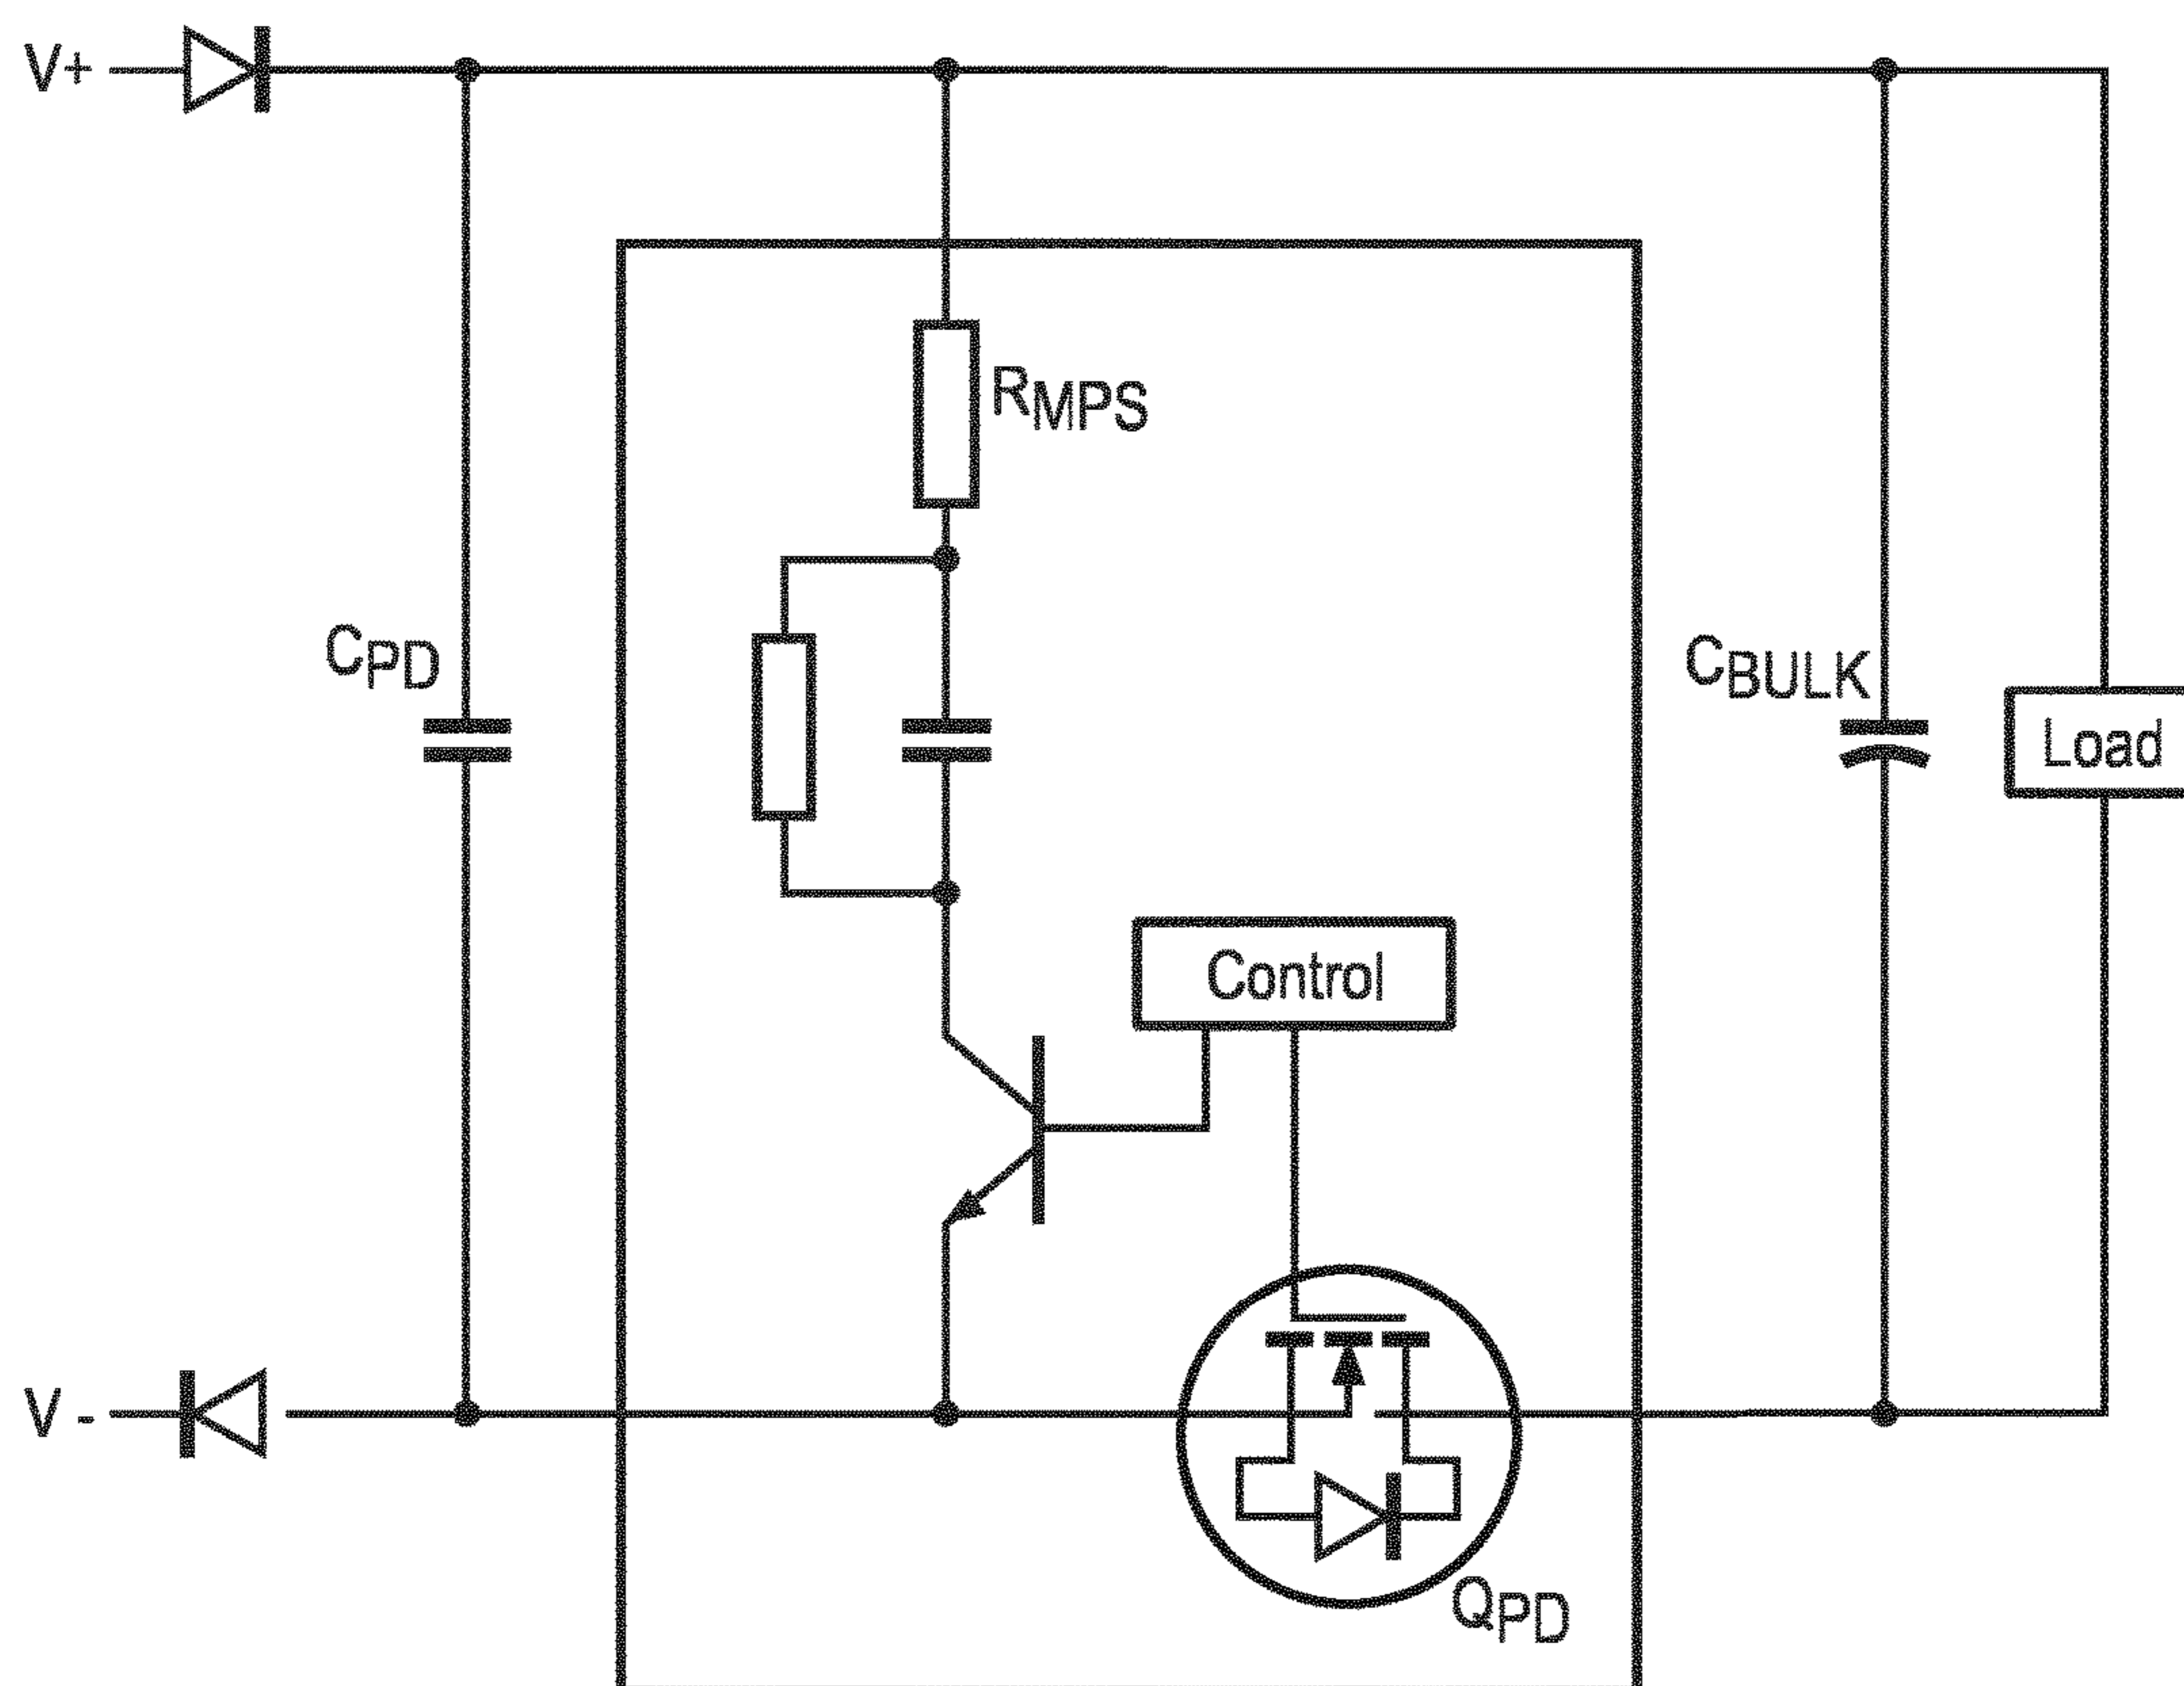 V+
RMPS
CPD
CBULK
Load
Control
V -
QPD